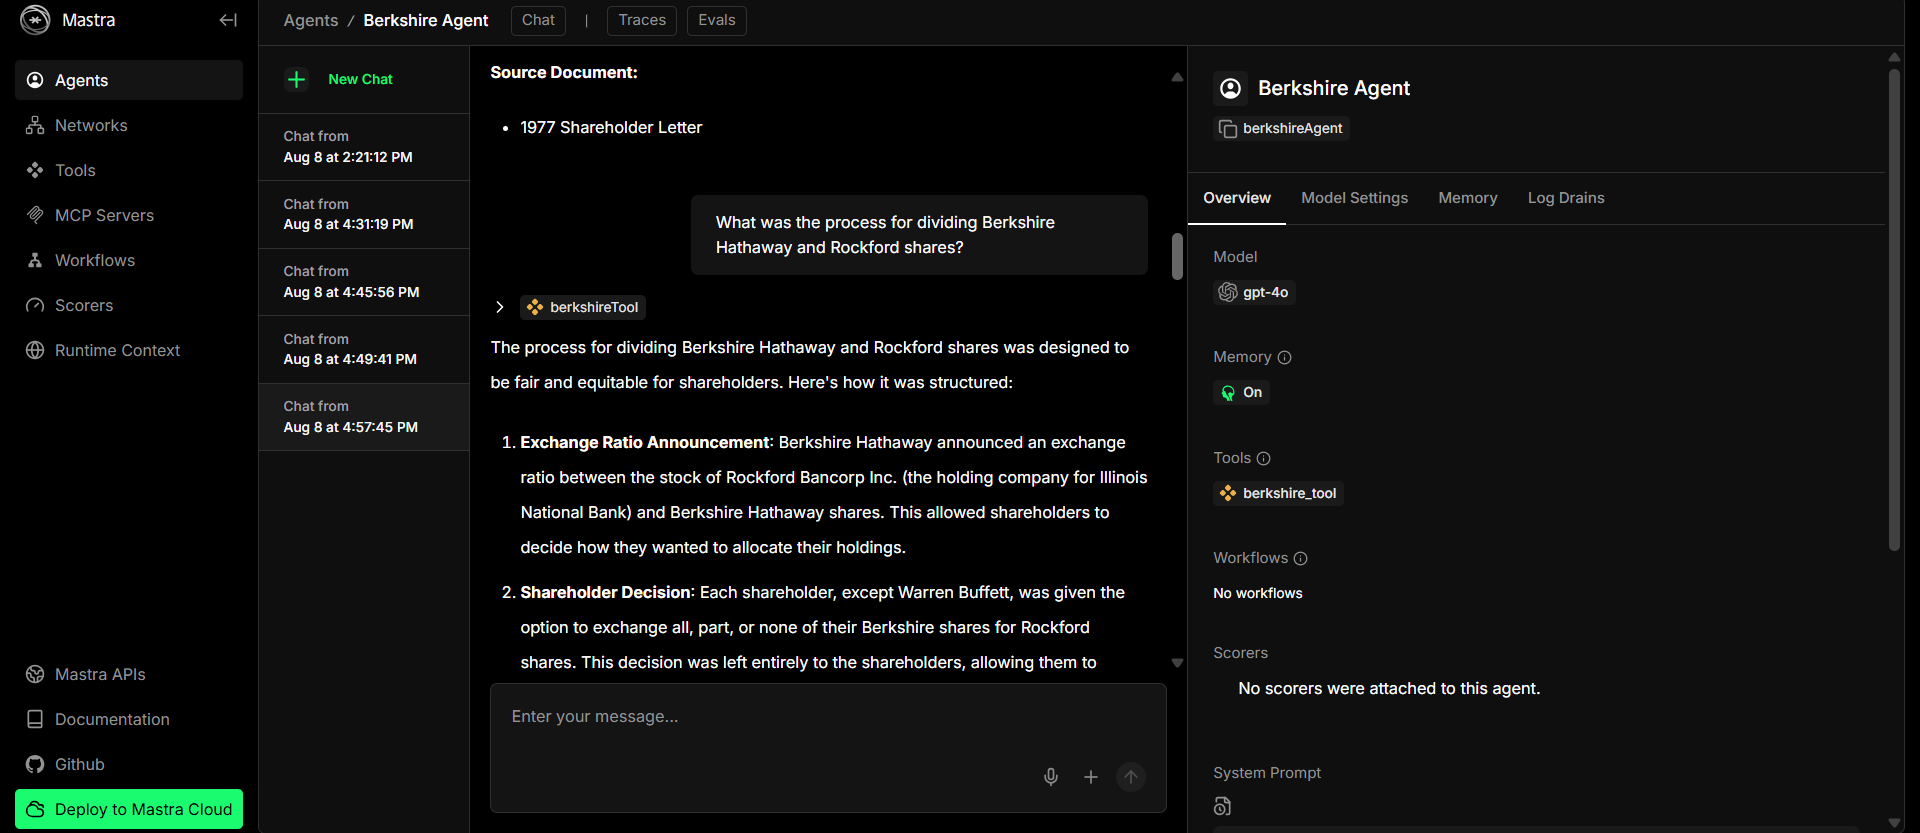 Mastra
Agents
Networks
Tools
MCP Servers
Workflows
Scorers
Runtime Context
Mastra APIs
Documentation
Github
Deploy to Mastra Cloud
Agents / Berkshire Agent
Chat
|
Traces
Evals
New Chat
Chat from
Aug 8 at 2:21:12 PM
Chat from
Aug 8 at 4:31:19 PM
Chat from
Aug 8 at 4:45:56 PM
Chat from
Aug 8 at 4:49:41 PM
Chat from
Aug 8 at 4:57:45 PM
Source Document:
• 1977 Shareholder Letter
What was the process for dividing Berkshire
Hathaway and Rockford shares?
berkshireTool
The process for dividing Berkshire Hathaway and Rockford shares was designed to
be fair and equitable for shareholders. Here's how it was structured:
1. Exchange Ratio Announcement: Berkshire Hathaway announced an exchange
ratio between the stock of Rockford Bancorp Inc. (the holding company for Illinois
National Bank) and Berkshire Hathaway shares. This allowed shareholders to
decide how they wanted to allocate their holdings.
2. Shareholder Decision: Each shareholder, except Warren Buffett, was given the
option to exchange all, part, or none of their Berkshire shares for Rockford
shares. This decision was left entirely to the shareholders, allowing them to
Enter your message...
Berkshire Agent
berkshireAgent
Overview
Model Settings
Memory
Log Drains
Model
gpt-4o
Memory
On
Tools
berkshire_tool
Workflows
No workflows
Scorers
No scorers were attached to this agent.
System Prompt